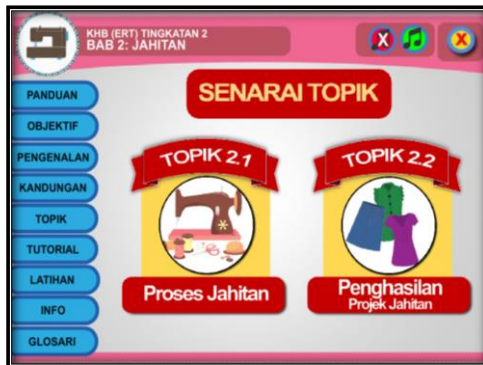 KHB (ERT) TINGKATAN 2
BAB 2: JAHITAN
X
X
SENARAI TOPIK
PANDUAN
OBJEKTIF
PENGENALAN
KANDUNGAN
TOPIK
TUTORIAL
LATIHAN
INFO
GLOSARI
TOPIK 2.1
Proses Jahitan
TOPIK 2.2
Penghasilan
Projek Jahitan